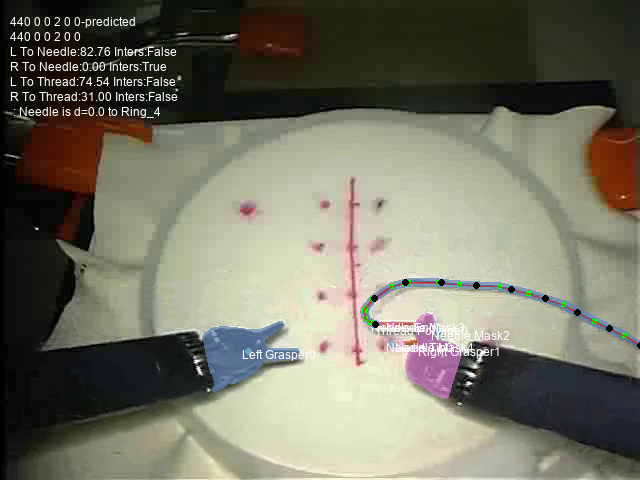 440 0 0 2 0 0-predicted
440 0 0 2 0 0
L To Needle:82.76 Inters:False
R To Needle:0.00 Inters:True
L To Thread:74.54 Inters:False
R To Thread:31.00 Inters:False
: Needle is d=0.0 to Ring_4
Needle Mask2
Left Grasper0
Right Grasper1